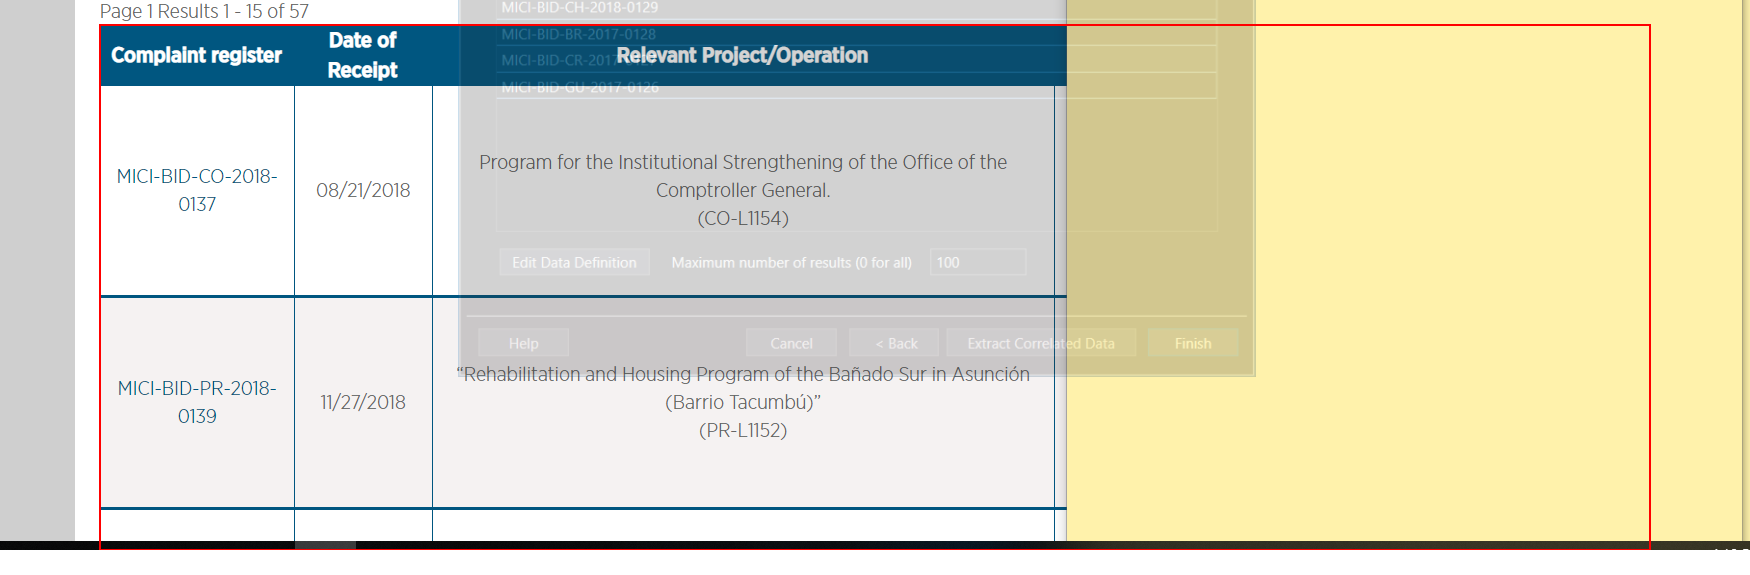 Page 1 Results 1 - 15 of 57
MICI-BID-CH-2018-0129
MICI-BID-BR-2017-0128
MICI-BID-CR-2017
MICI-BID-GU-2017-0126
Complaint register
Date of
Receipt
Relevant Project/Operation
MICI-BID-CO-2018-
0137
08/21/2018
Program for the Institutional Strengthening of the Office of the
Comptroller General.
(CO-L1154)
Edit Data Definition
Maximum number of results (0 for all)
100
Help
Cancel
< Back
Extract Correlated Data
Finish
MICI-BID-PR-2018-
0139
11/27/2018
“Rehabilitation and Housing Program of the Bañado Sur in Asunción
(Barrio Tacumbú)”
(PR-L1152)